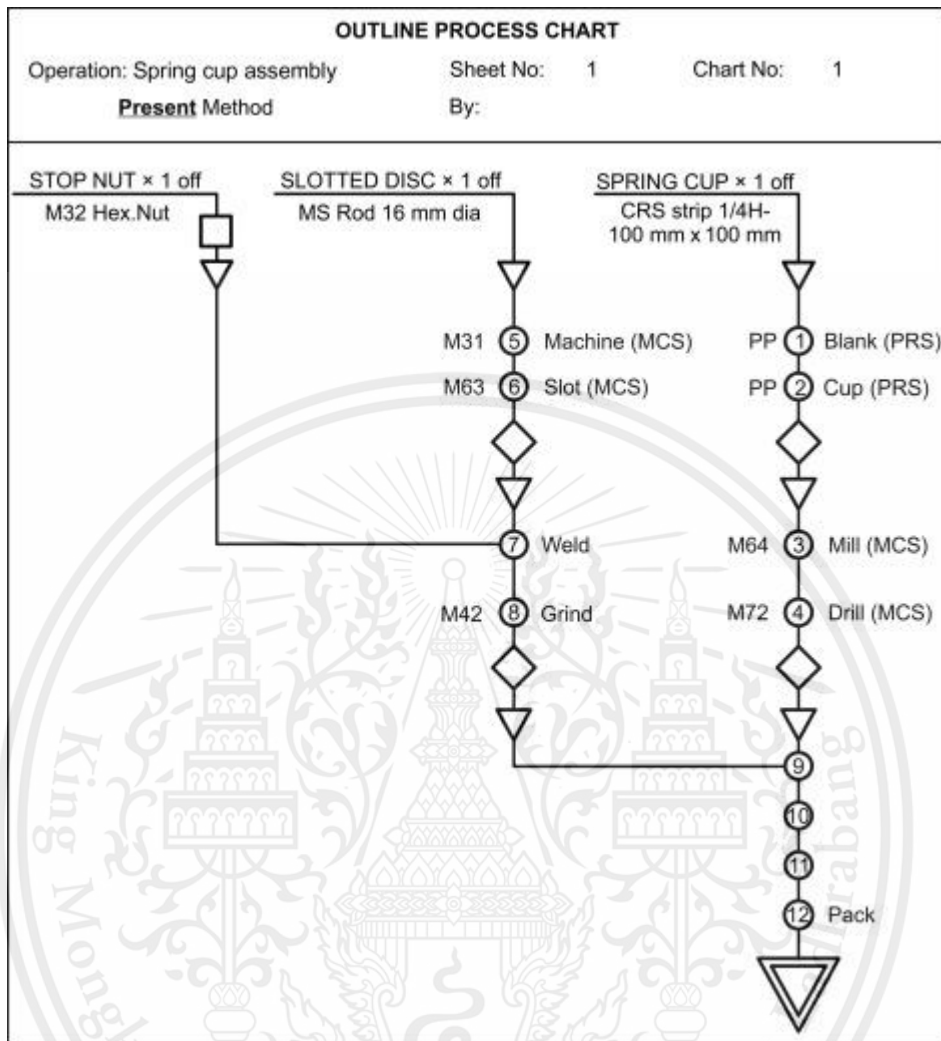 OUTLINE PROCESS CHART
Operation: Spring cup assembly Sheet No: 1 Chart No: 1
Present Method By:
STOP NUT × 1 off SLOTTED DISC × 1 off SPRING CUP × 1 off
M32 Hex.Nut MS Rod 16 mm dia CRS strip 1/4H-
100 mm x 100 mm
M31 5 Machine (MCS) PP 1 Blank (PRS)
M63 6 Slot (MCS) PP 2 Cup (PRS)
7 Weld M64 3 Mill (MCS)
M42 8 Grind M72 4 Drill (MCS)
9
10
11
12 Pack
King Mongk
drabang